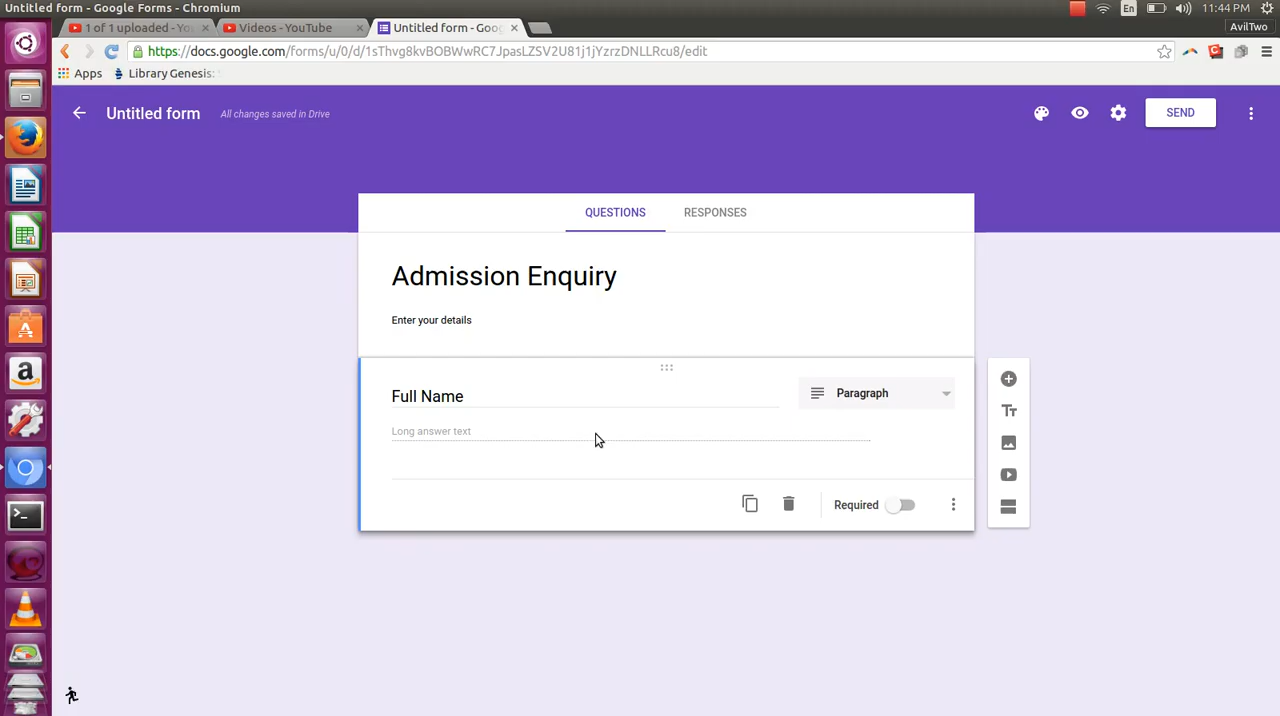 Untitled form - Google Forms - Chromium
En
11:44 PM
1 of 1 uploaded - Yo
Videos - YouTube
Untitled form - Goog
AvilTwo
https://docs.google.com/forms/u/0/d/1sThvg8kvBOBWwRC7JpasLZSV2U81j1jYzrzDNLLRcu8/edit
Apps
Library Genesis:
Untitled form
All changes saved in Drive
SEND
QUESTIONS
RESPONSES
Admission Enquiry
Enter your details
Full Name
Paragraph
Long answer text
Required